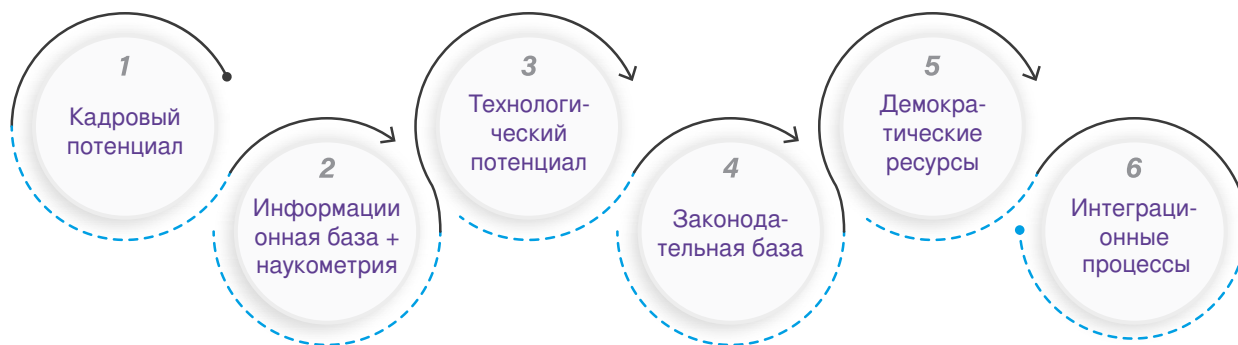 1
Кадровый
потенциал
2
Информаци
онная база +
наукометрия
3
Технологи-
ческий
потенциал
4
Законода-
тельная база
5
Демокра-
тические
ресурсы
6
Интеграци-
онные
процессы